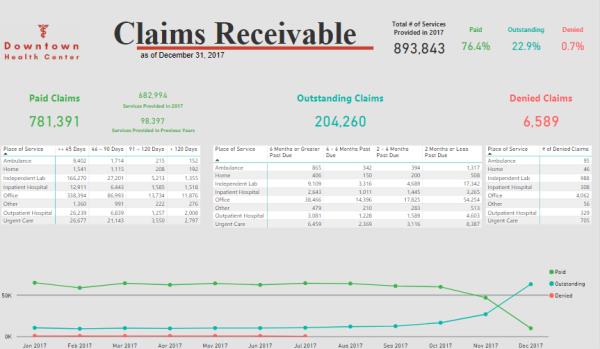 Downtown
Health Center
Claims Receivable
as of December 31, 2017
Total # of Services
Provided in 2017
893,843
Paid
76.4%
Outstanding
22.9%
Denied
0.7%
Paid Claims
781,391
682,994
Services Provided in 2017
98,397
Services Provided in Previous Years
Outstanding Claims
204,260
Denied Claims
6,589
Place of Service <= 45 Days 46 – 90 Days 91 – 120 Days > 120 Days
Ambulance 9,402 1,714 215 152
Home 1,541 1,115 208 192
Independent Lab 166,270 27,201 5,213 1,355
Inpatient Hospital 12,911 6,443 1,585 1,518
Office 338,394 86,993 13,734 11,876
Other 1,360 991 222 276
Outpatient Hospital 26,239 6,839 1,257 2,008
Urgent Care 26,677 21,143 3,550 2,797
Place of Service 6 Months or More Past Due 4 - 6 Months Past Due 2 - 4 Months Past Due 2 Months or Less Past Due
Ambulance 865 342 394 1,317
Home 406 150 200 508
Independent Lab 9,109 3,316 4,689 17,342
Inpatient Hospital 2,643 1,011 1,445 3,265
Office 38,466 14,396 17,825 54,254
Other 479 210 283 513
Outpatient Hospital 3,081 1,228 1,589 4,603
Urgent Care 6,459 2,369 3,116 8,387
Place of Service # of Denied Claims
Ambulance 95
Home 46
Independent Lab 988
Inpatient Hospital 308
Office 4,062
Other 56
Outpatient Hospital 329
Urgent Care 705
Paid
Outstanding
Denied
50K
0K
Jan 2017 Feb 2017 Mar 2017 Apr 2017 May 2017 Jun 2017 Jul 2017 Aug 2017 Sep 2017 Oct 2017 Nov 2017 Dec 2017